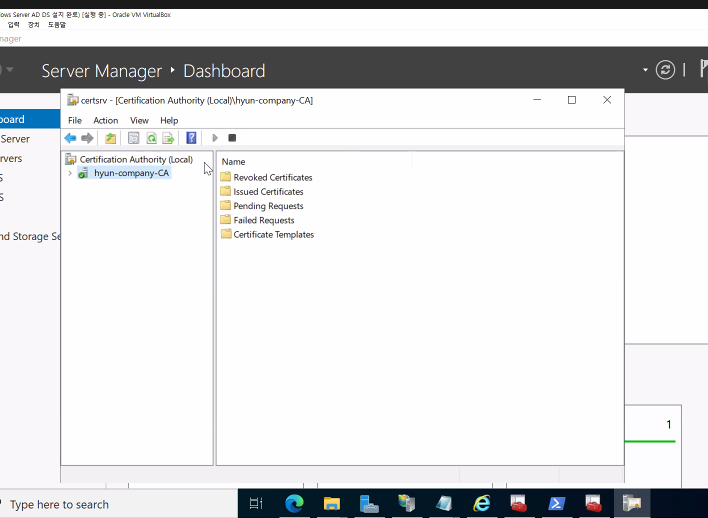 ows Server AD DS 설치 완료) [실행 중] - Oracle VM VirtualBox
입력 장치 도움말
nager
Server Manager ‣ Dashboard
certsrv - [Certification Authority (Local)\hyun-company-CA]
File Action View Help
Certification Authority (Local)
hyun-company-CA
Name
Revoked Certificates
Issued Certificates
Pending Requests
Failed Requests
Certificate Templates
board
Server
ervers
S
S
nd Storage Se
1
Type here to search